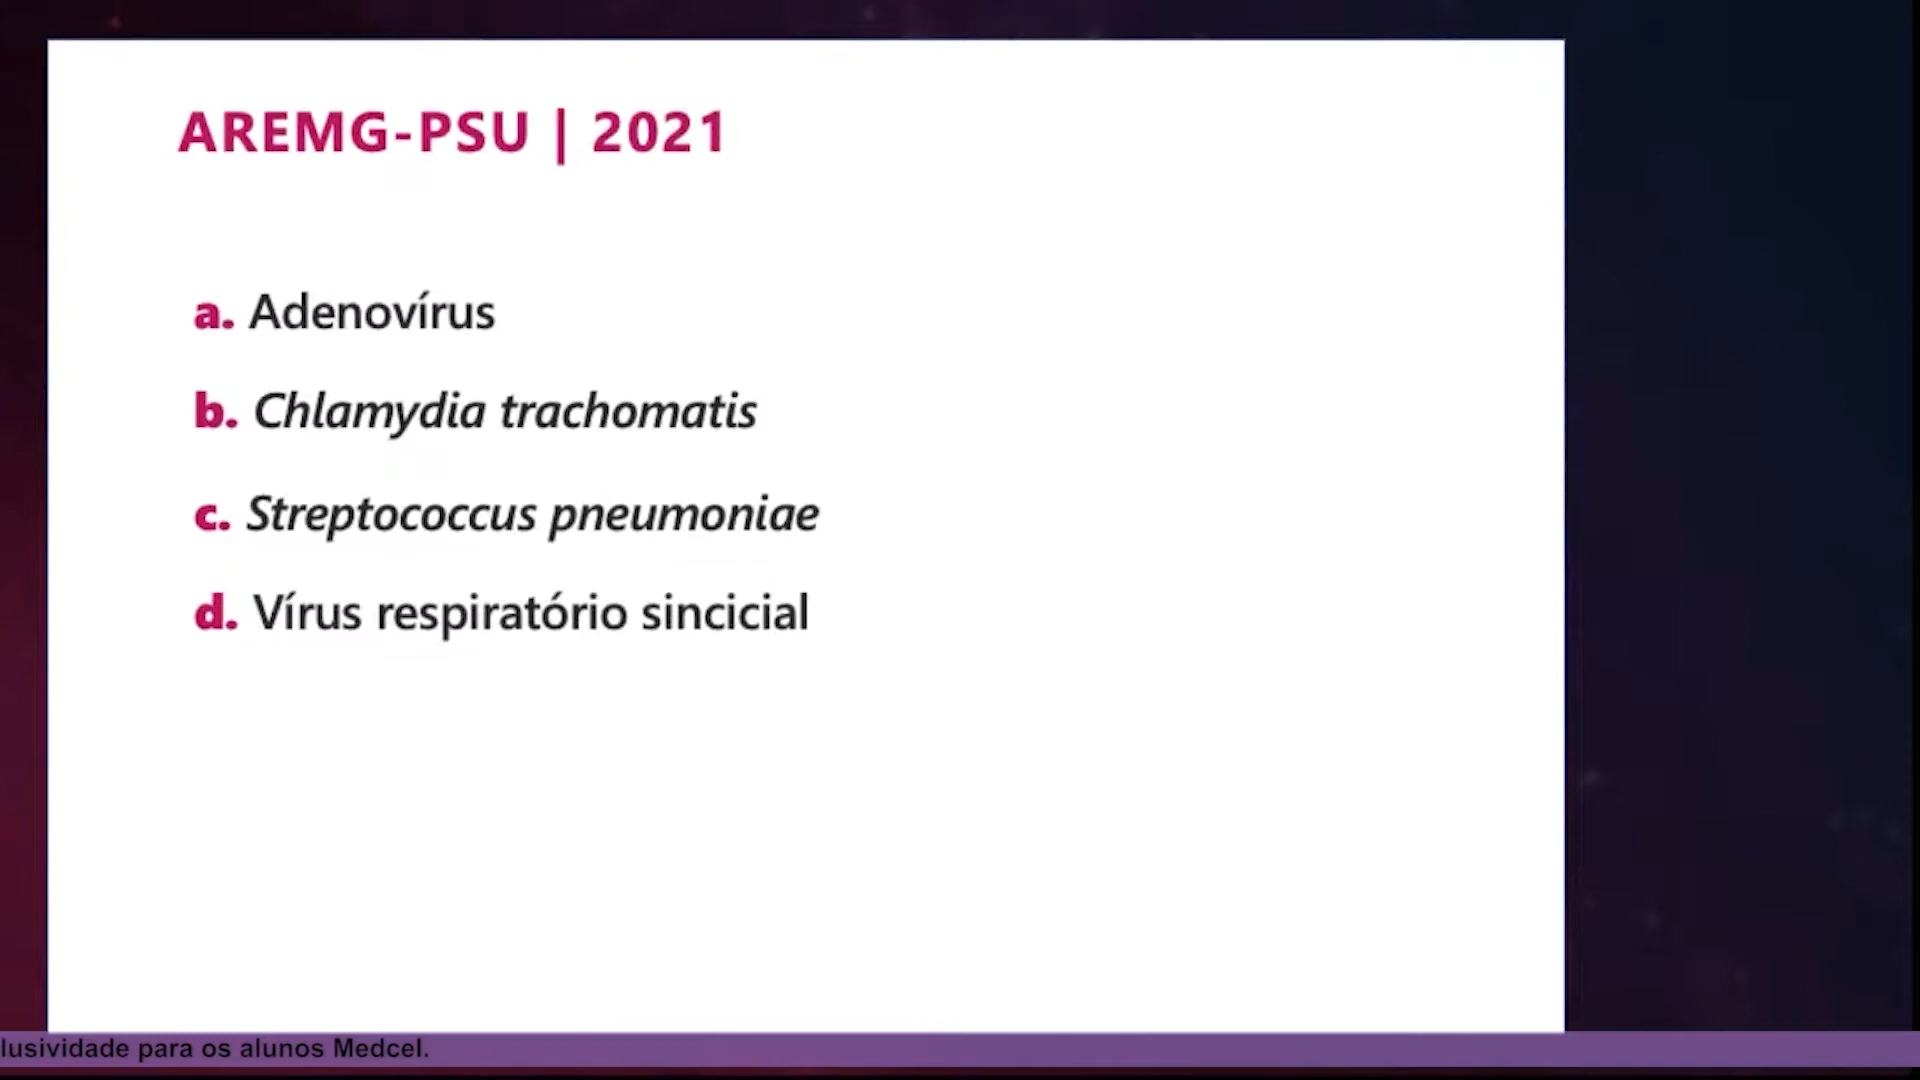 AREMG-PSU | 2021
a. Adenovírus
b. Chlamydia trachomatis
c. Streptococcus pneumoniae
d. Vírus respiratório sincicial
lusividade para os alunos Medcel.